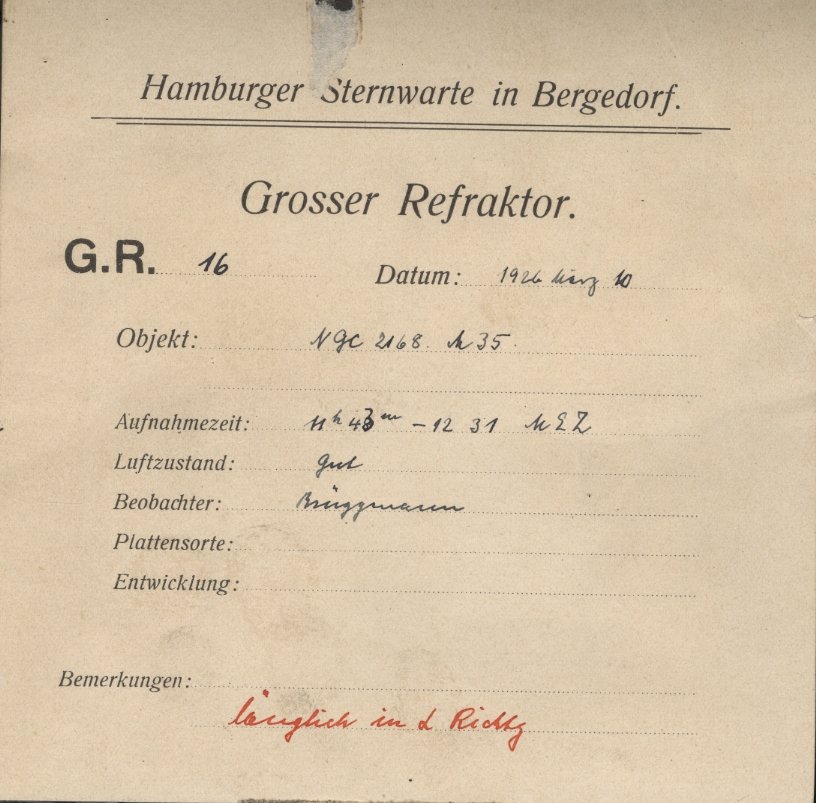 Hamburger Sternwarte in Bergedorf.
Grosser Refraktor.
G.R. 16
Datum: 1926 März 10
Objekt: NGC 2168. M 35.
Aufnahmezeit: 11h 43m – 12 31 MEZ
Luftzustand: gut
Beobachter: Brüggmann
Plattensorte:
Entwicklung:
Bemerkungen:
länglich in α Richtg